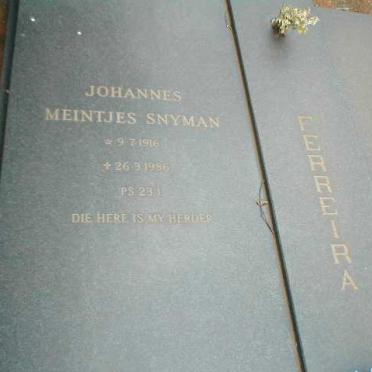 JOHANNES
MEINTJES SNYMAN
☆ 9·7·1916
✝ 26·3·1986
PS 23:1
DIE HERE IS MY HERDER
FERREIRA